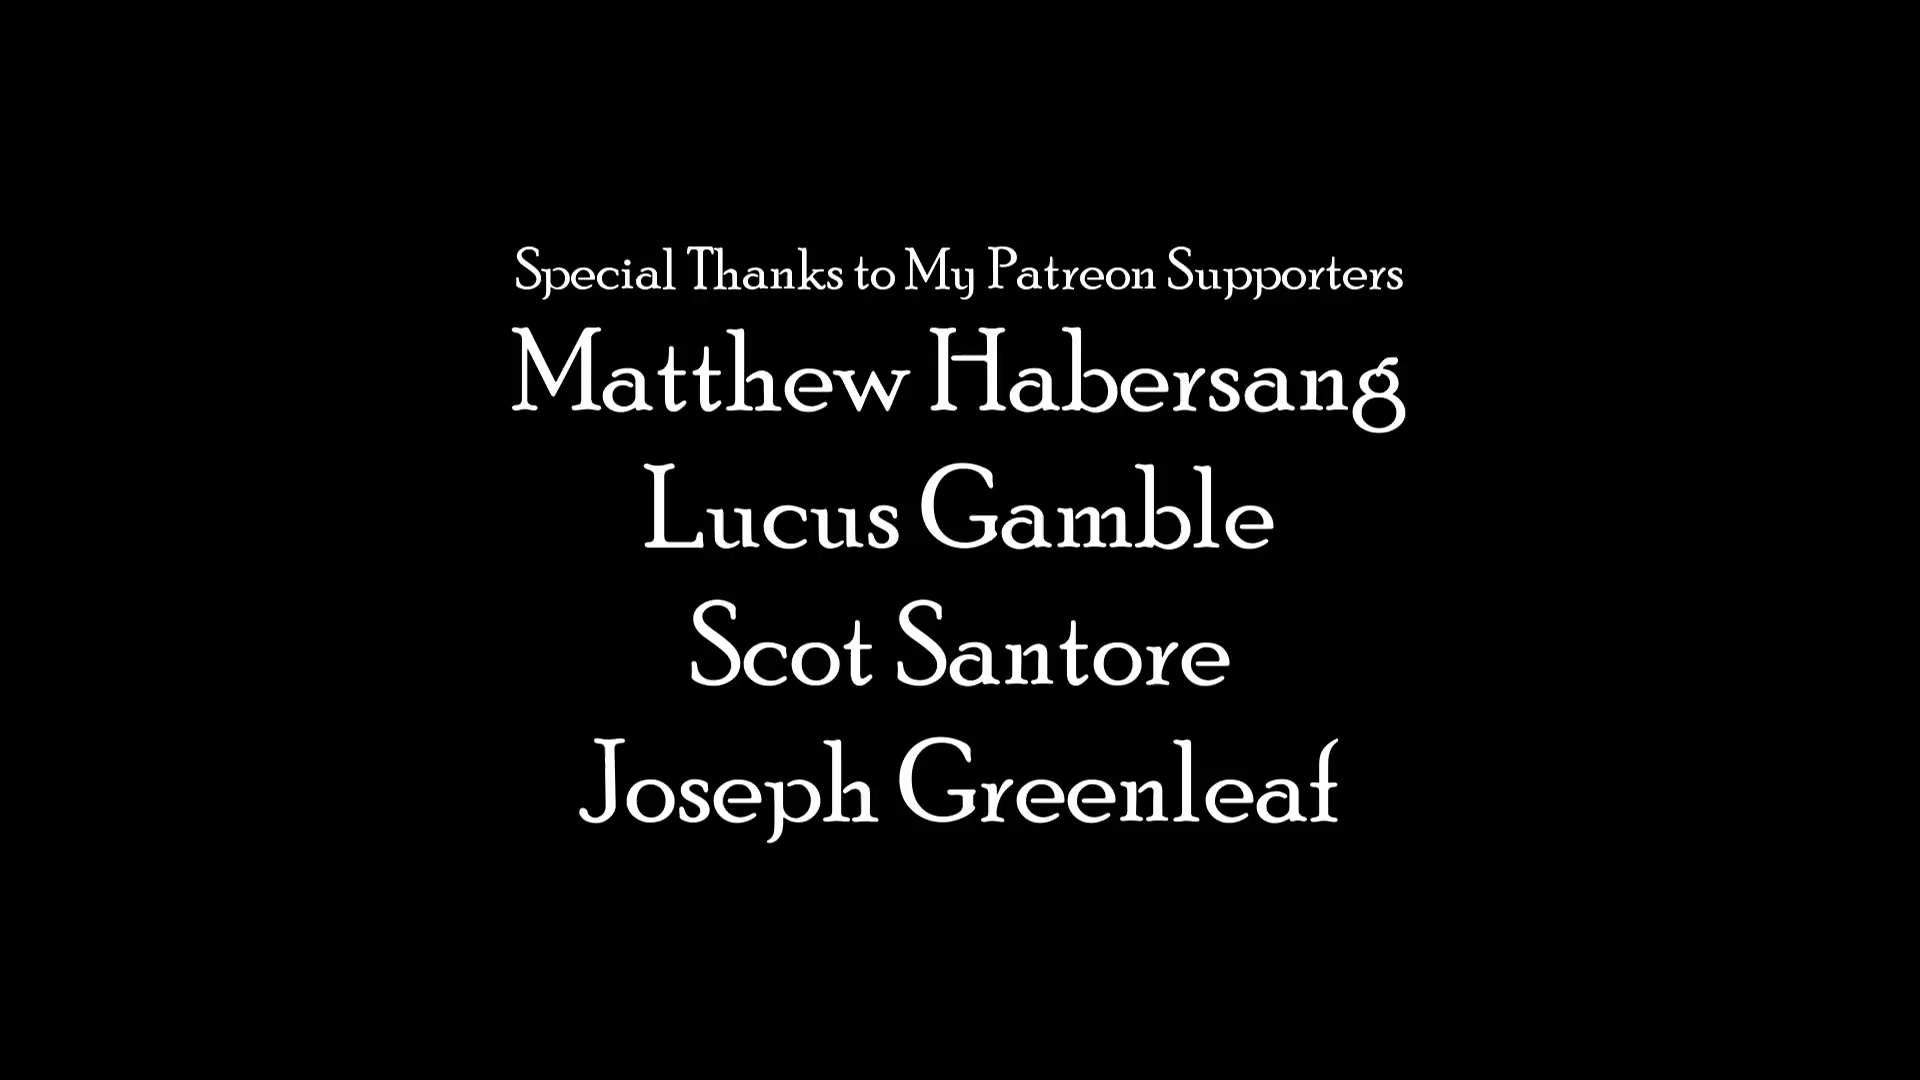 Special Thanks to My Patreon Supporters
Matthew Habersang
Lucus Gamble
Scot Santore
Joseph Greenleaf